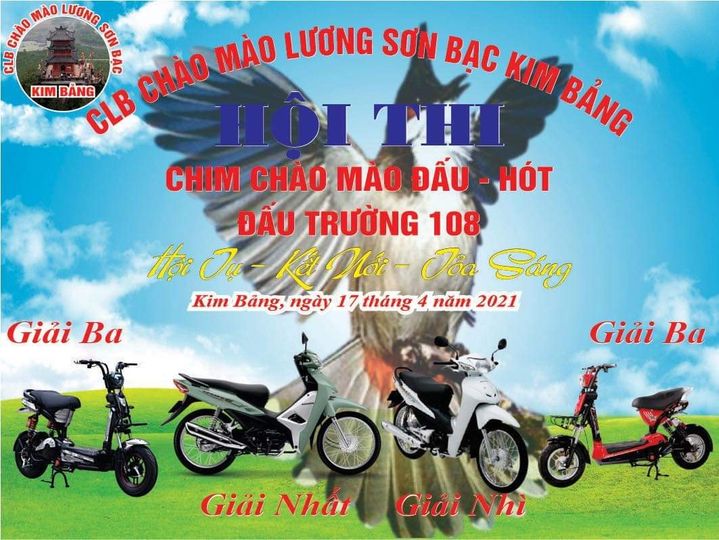 CLB CHÀO MÀO LƯƠNG SƠN BẠC
KIM BẢNG
CLB CHÀO MÀO LƯƠNG SƠN BẠC KIM BẢNG
HỘI THI
CHIM CHÀO MÀO ĐẤU - HÓT
ĐẤU TRƯỜNG 108
Hội Tụ - Kết Nối - Tỏa Sáng
Kim Bảng, ngày 17 tháng 4 năm 2021
Giải Ba
Giải Ba
Giải Nhất
Giải Nhì